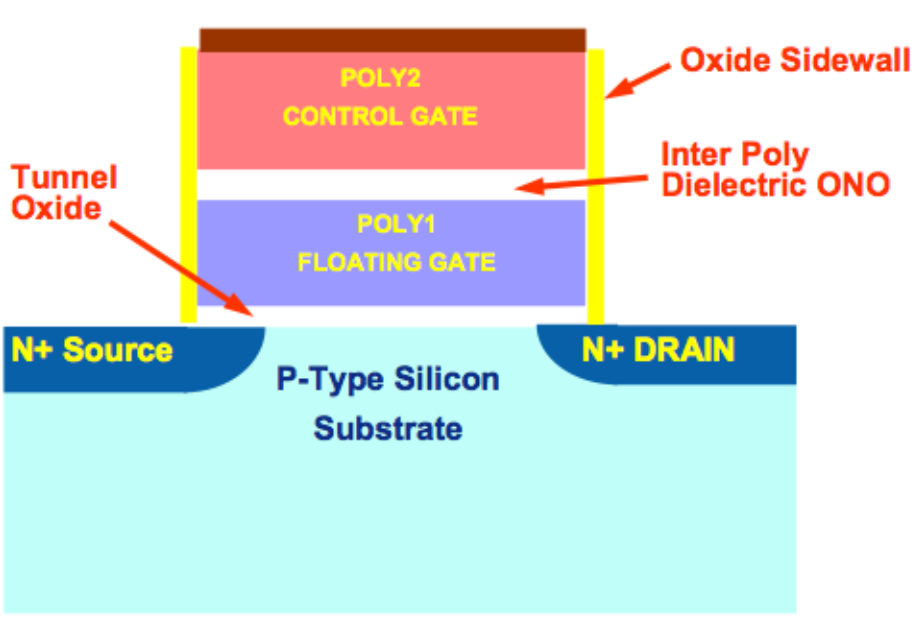 POLY2
CONTROL GATE
Oxide Sidewall
Inter Poly
Dielectric ONO
Tunnel
Oxide
POLY1
FLOATING GATE
N+ Source
N+ DRAIN
P-Type Silicon
Substrate